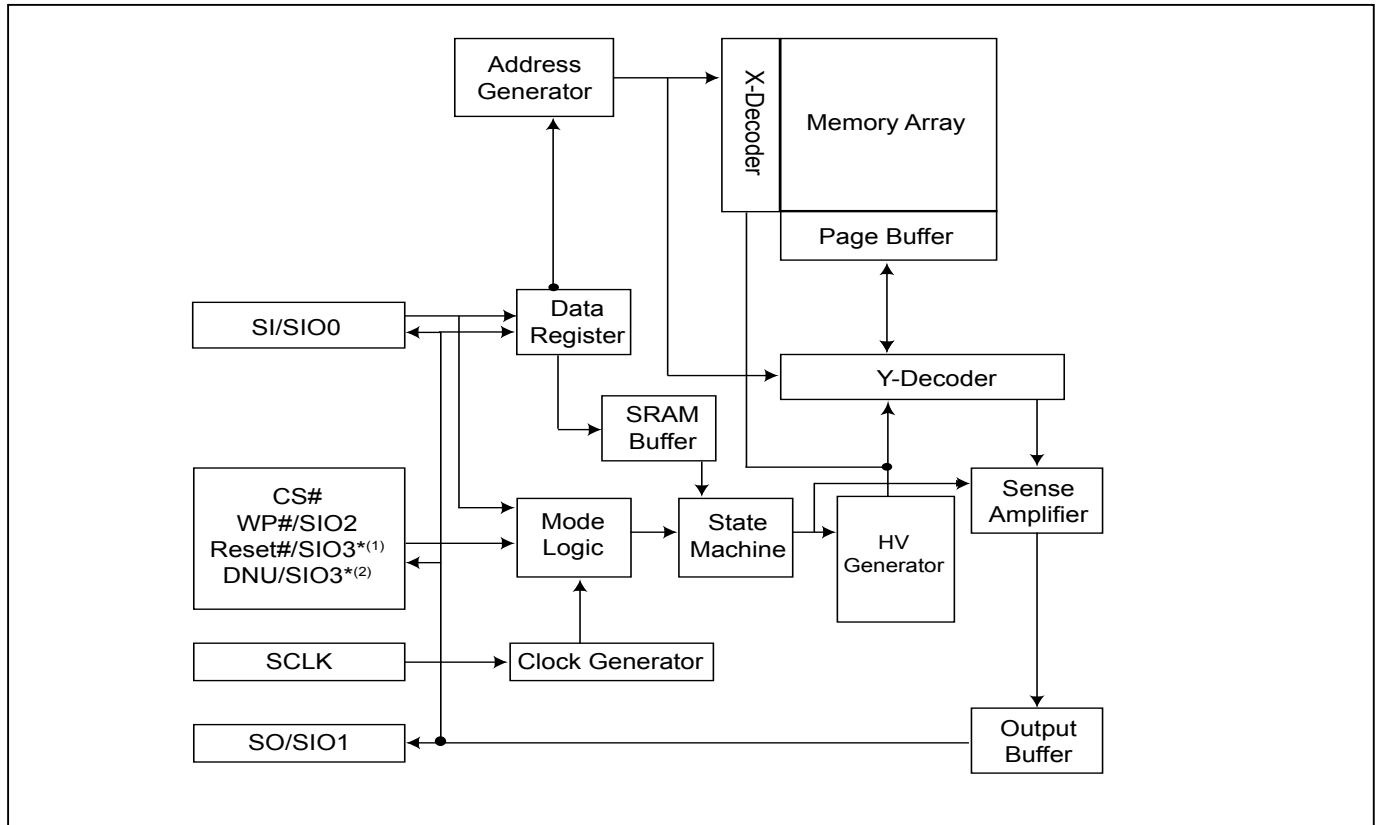 Address
Generator
X-Decoder
Memory Array
Page Buffer
SI/SIO0
Data
Register
Y-Decoder
SRAM
Buffer
CS#
WP#/SIO2
Reset#/SIO3*(1)
DNU/SIO3*(2)
Mode
Logic
State
Machine
HV
Generator
Sense
Amplifier
SCLK
Clock Generator
SO/SIO1
Output
Buffer